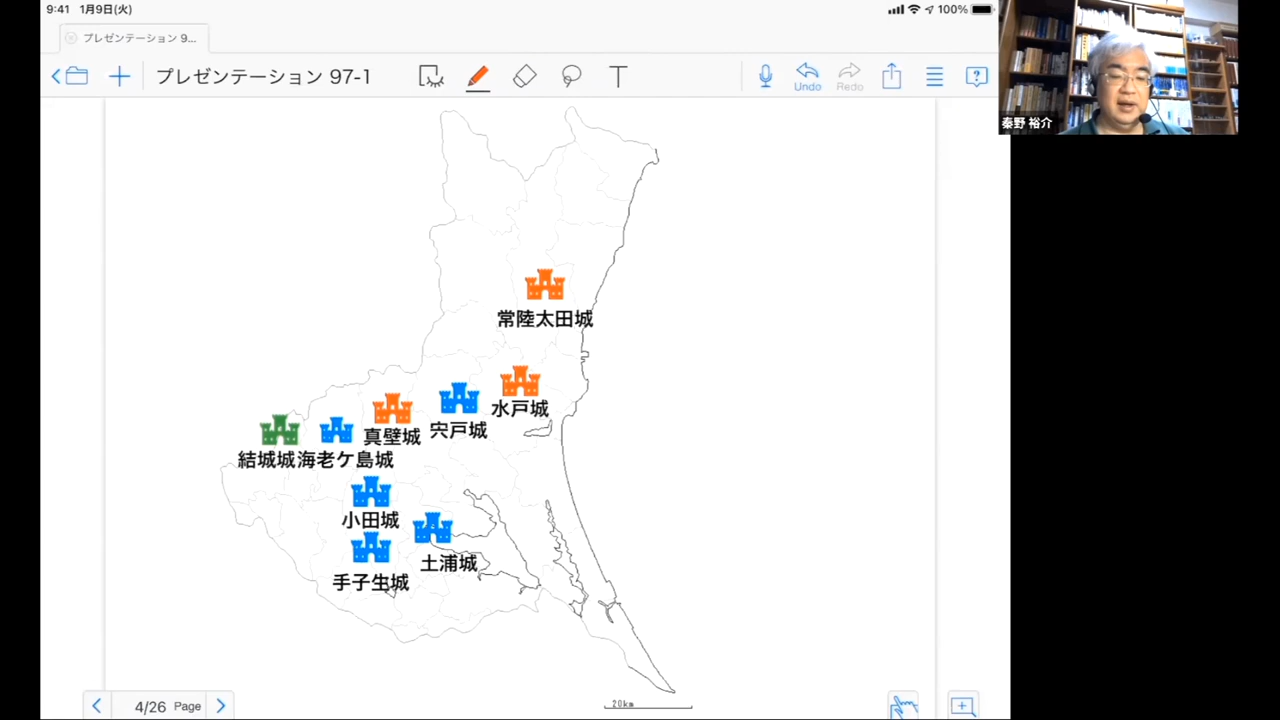 9:41 1月9日(火)
100%
プレゼンテーション 9...
プレゼンテーション 97-1
Undo
Redo
秦野 裕介
常陸太田城
水戸城
宍戸城
真壁城
結城城
海老ケ島城
小田城
土浦城
手子生城
20km
4/26 Page